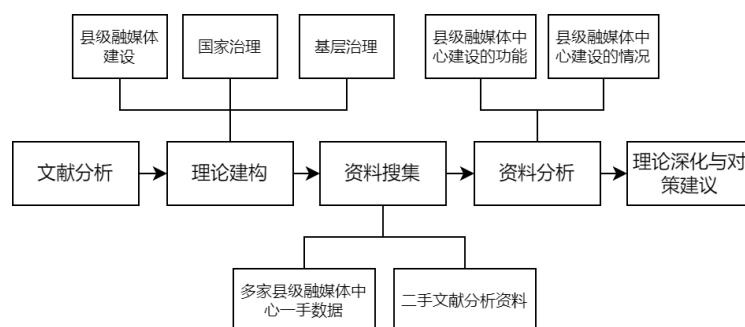 县级融媒体
建设
国家治理
基层治理
县级融媒体中
心建设的功能
县级融媒体中
心建设的情况
文献分析
理论建构
资料搜集
资料分析
理论深化与对
策建议
多家县级融媒体中
心一手数据
二手文献分析资料